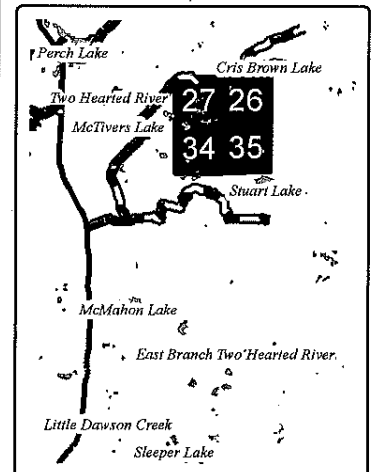 Perch Lake
Cris Brown Lake
Two Hearted River
27 26
McTivers Lake
34 35
Stuart Lake
McMahon Lake
East Branch Two Hearted River
Little Dawson Creek
Sleeper Lake